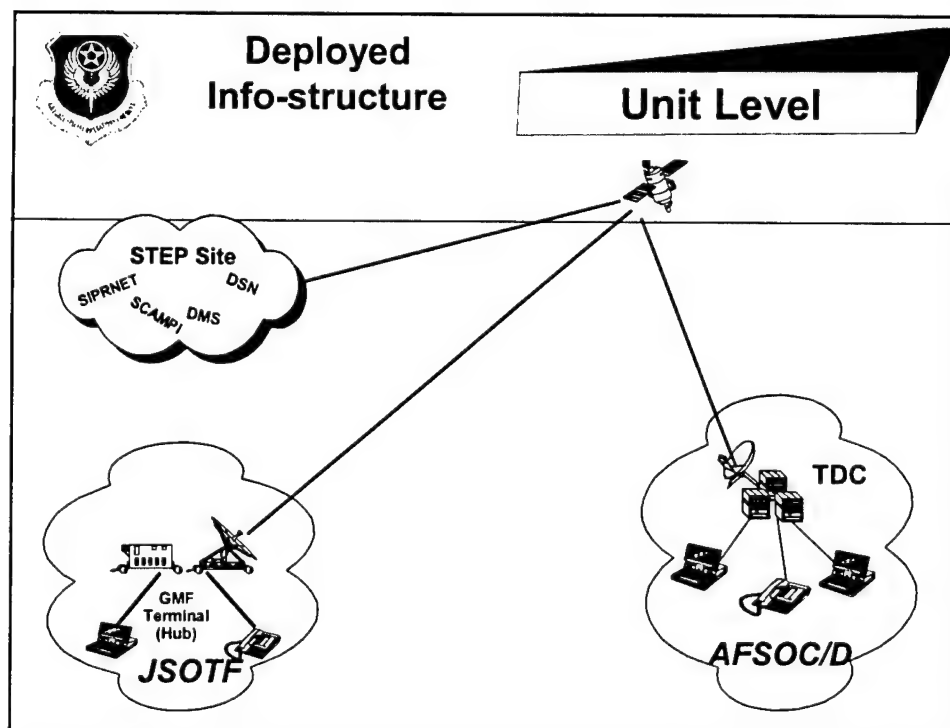 Deployed
Info-structure
Unit Level
STEP Site
SIPRNET
DSN
SCAMPI
DMS
TDC
GMF
Terminal
(Hub)
JSOTF
AFSOC/D